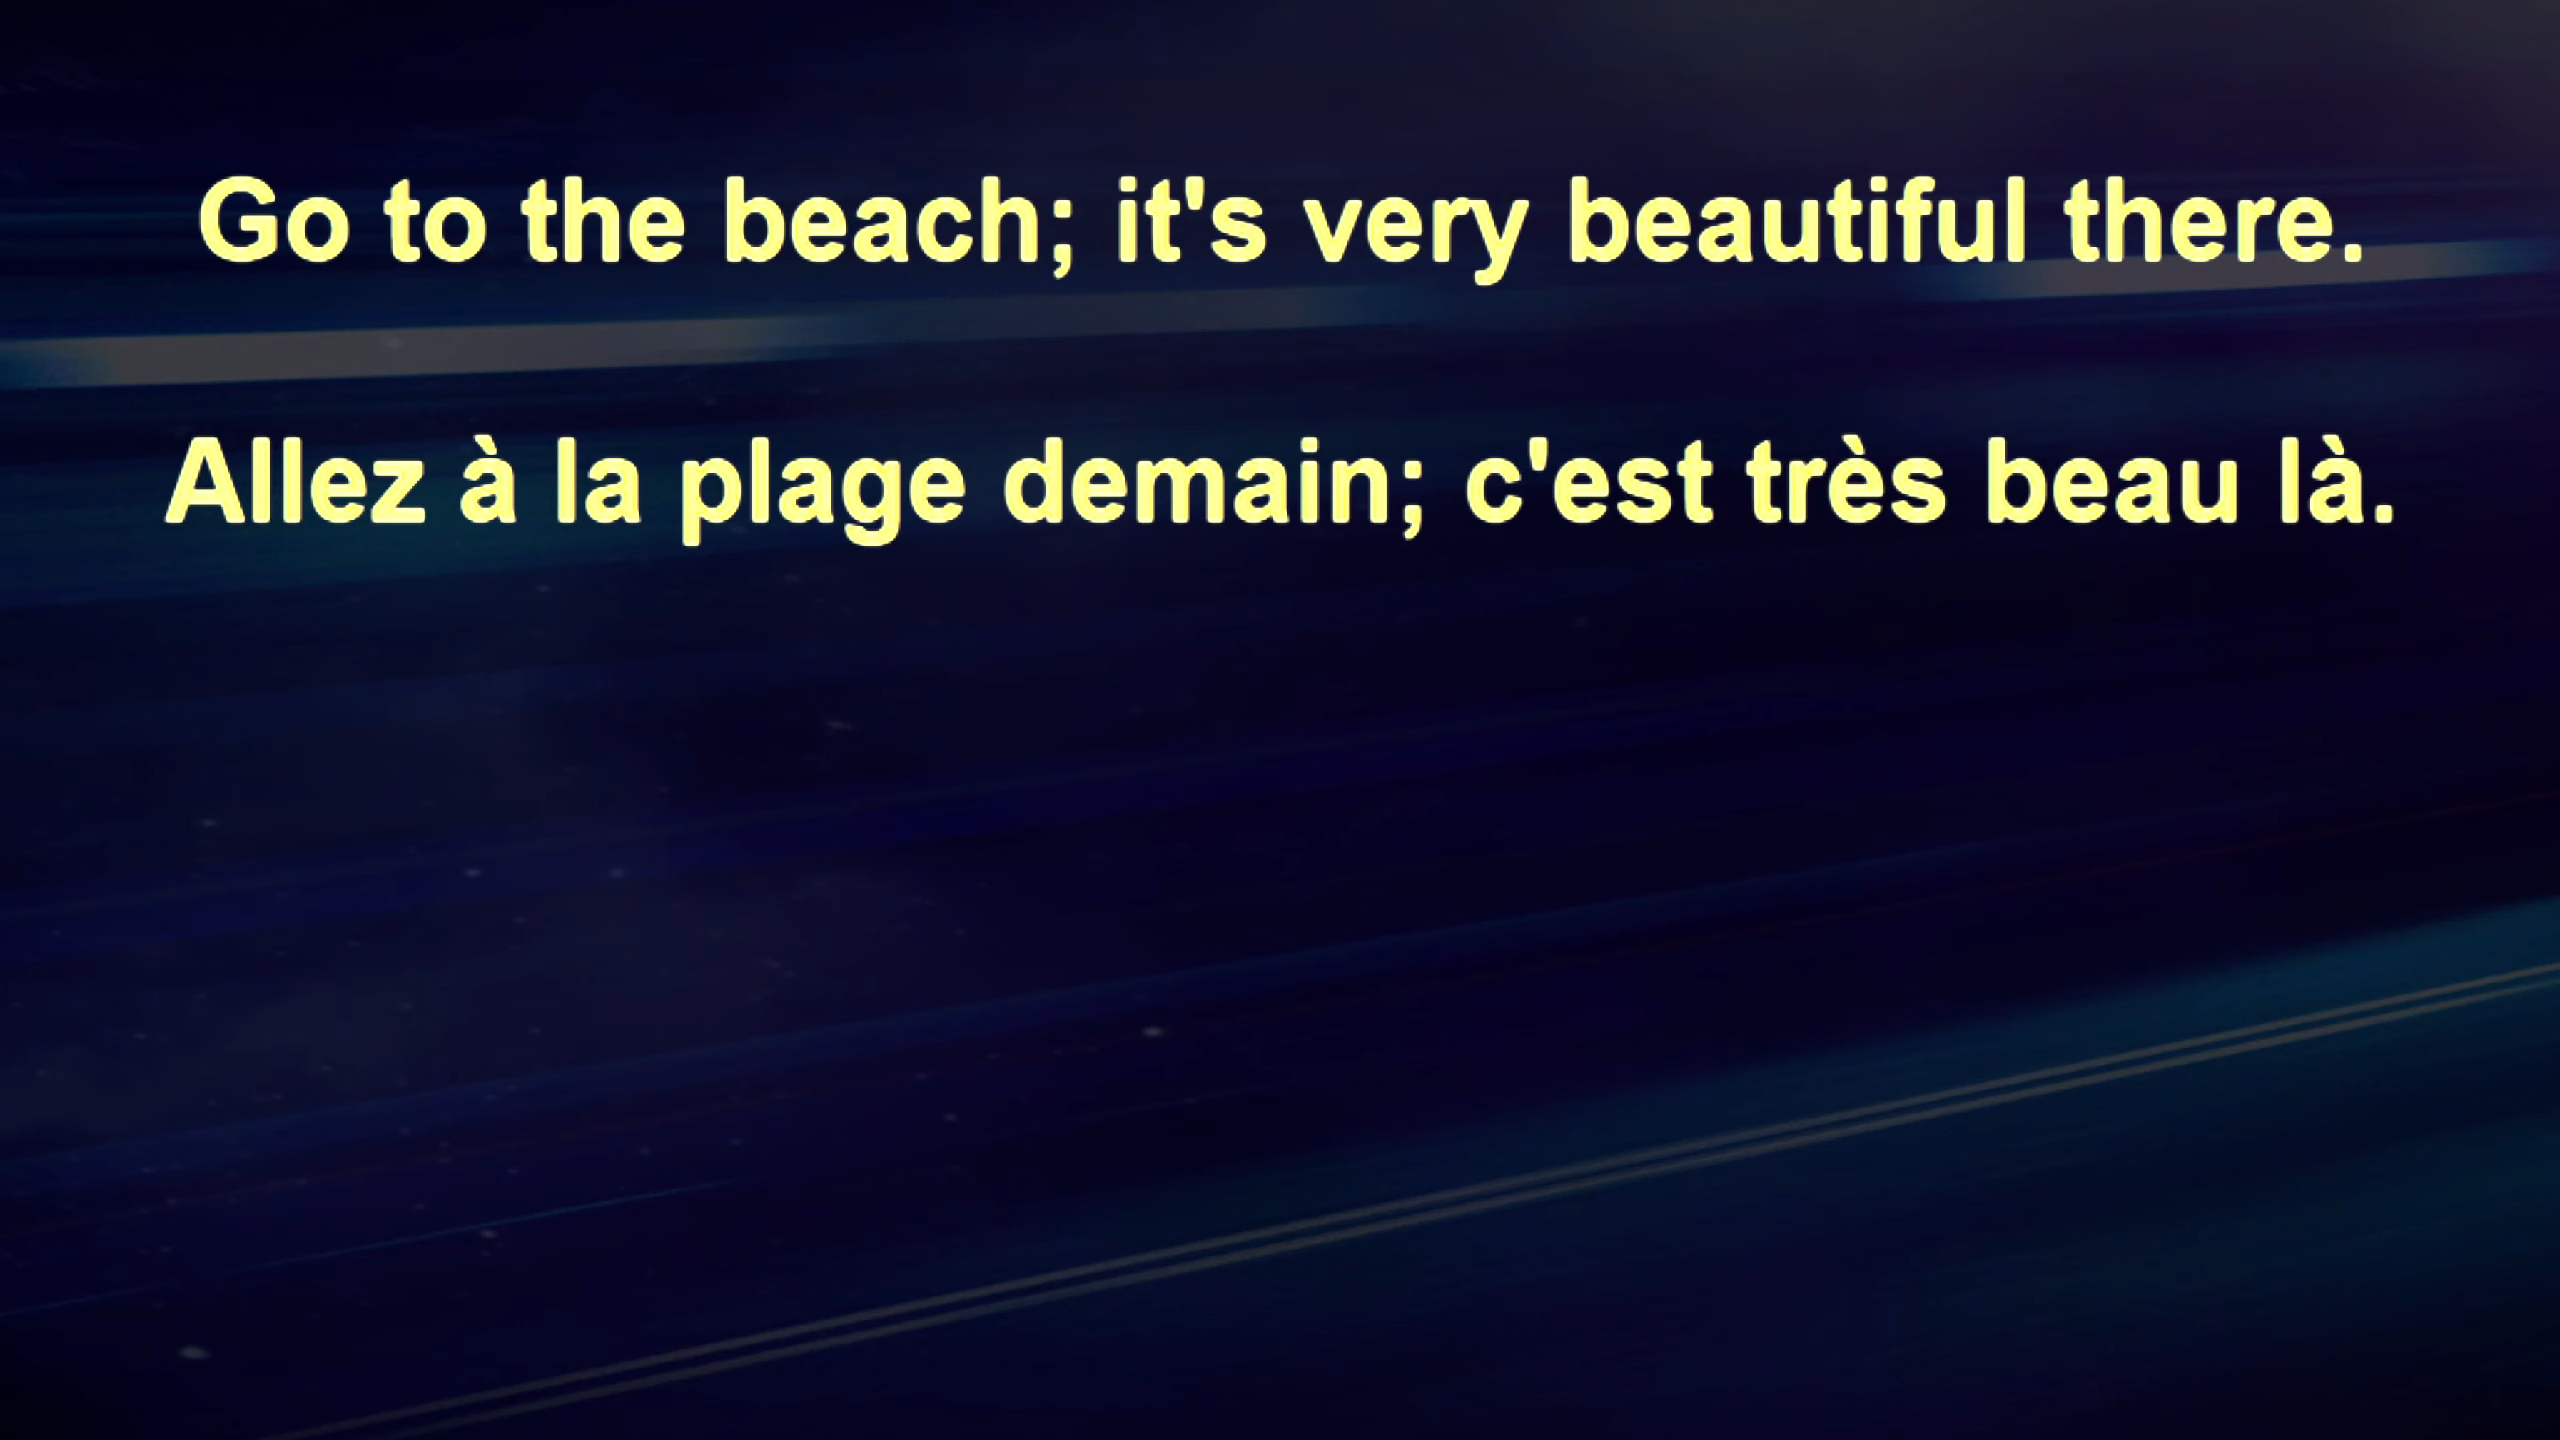 Go to the beach; it's very beautiful there.
Allez à la plage demain; c'est très beau là.